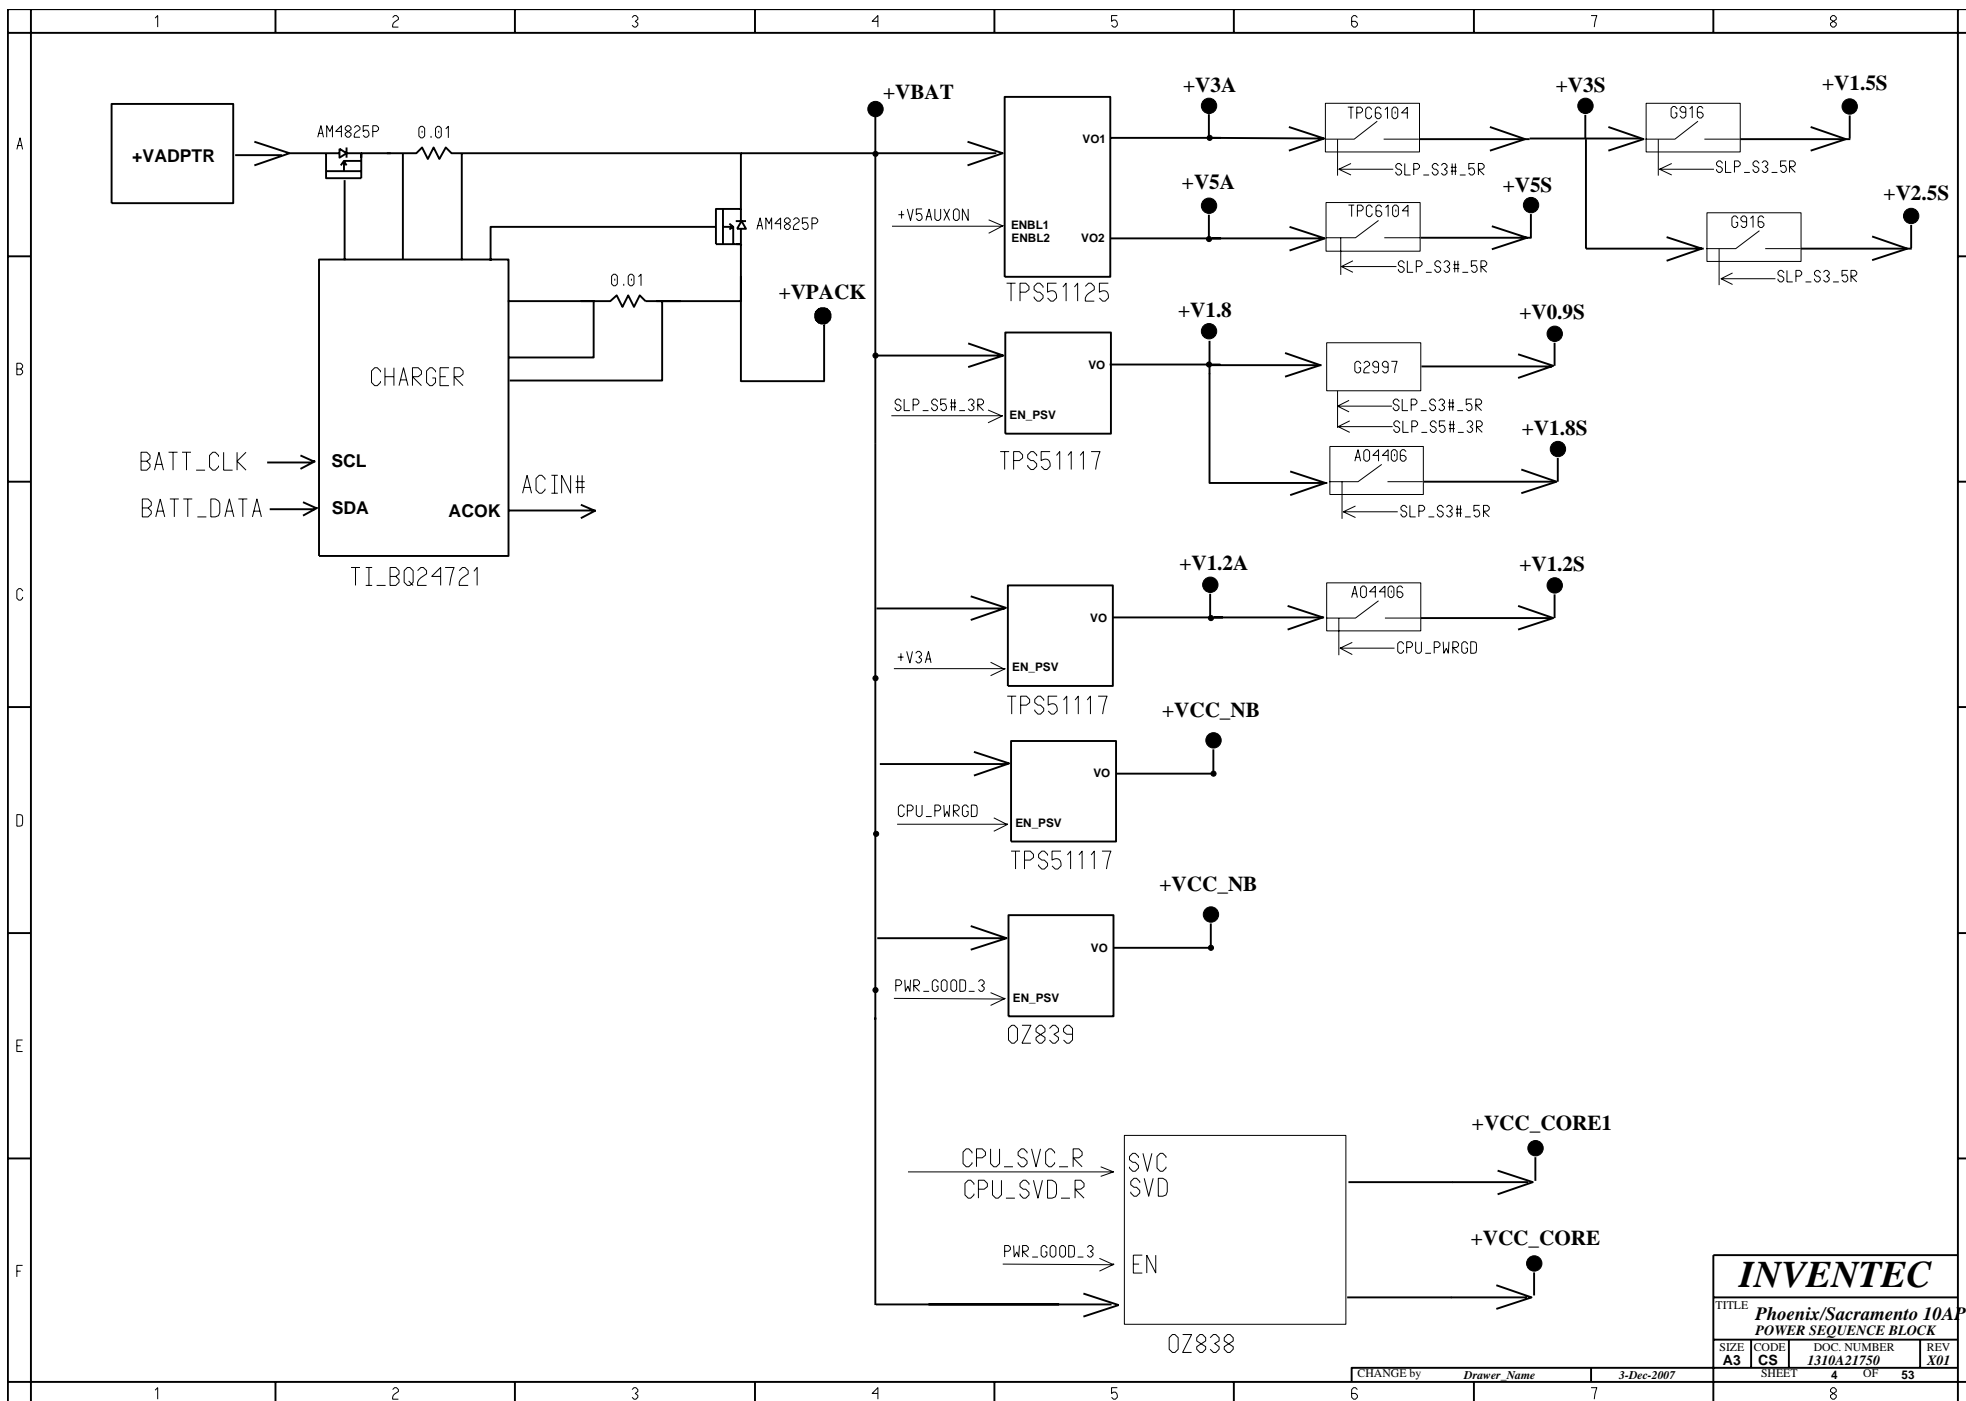 1 2 3 4 5 6 7 8
A
B
C
D
E
F
+VADPTR
AM4825P
0.01
+VBAT
AM4825P
0.01
+VPACK
CHARGER
BATT_CLK
SCL
BATT_DATA
SDA
ACOK
ACIN#
TI_BQ24721
+V5AUXON
ENBL1
ENBL2
VO1
VO2
TPS51125
+V3A
TPC6104
SLP_S3#_5R
+V3S
G916
SLP_S3_5R
+V1.5S
+V5A
TPC6104
SLP_S3#_5R
+V5S
G916
SLP_S3_5R
+V2.5S
SLP_S5#_3R
EN_PSV
VO
TPS51117
+V1.8
G2997
SLP_S3#_5R
SLP_S5#_3R
+V0.9S
AO4406
SLP_S3#_5R
+V1.8S
+V3A
EN_PSV
VO
TPS51117
+V1.2A
AO4406
CPU_PWRGD
+V1.2S
CPU_PWRGD
EN_PSV
VO
TPS51117
+VCC_NB
PWR_GOOD_3
EN_PSV
VO
OZ839
+VCC_NB
CPU_SVC_R
CPU_SVD_R
SVC
SVD
PWR_GOOD_3
EN
OZ838
+VCC_CORE1
+VCC_CORE
INVENTEC
TITLE
Phoenix/Sacramento 10AP
POWER SEQUENCE BLOCK
SIZE CODE DOC. NUMBER REV
A3 CS 1310A21750 X01
CHANGE by Drawer_Name 3-Dec-2007 SHEET 4 OF 53
1 2 3 4 5 6 7 8